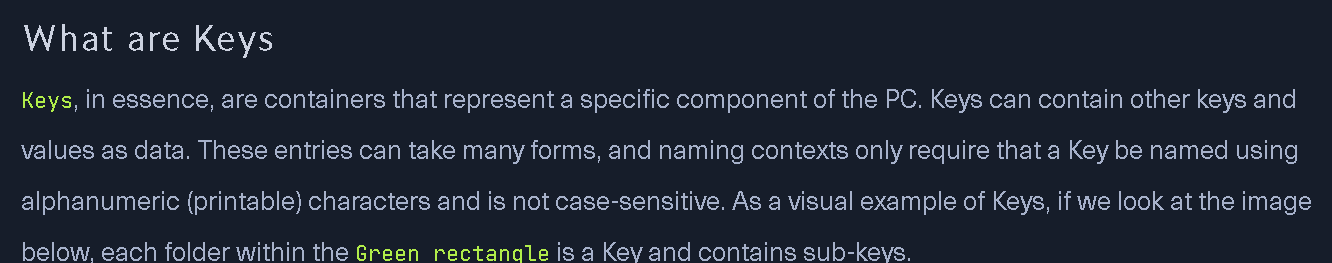 What are Keys
Keys, in essence, are containers that represent a specific component of the PC. Keys can contain other keys and
values as data. These entries can take many forms, and naming contexts only require that a Key be named using
alphanumeric (printable) characters and is not case-sensitive. As a visual example of Keys, if we look at the image
below, each folder within the Green rectangle is a Key and contains sub-keys.